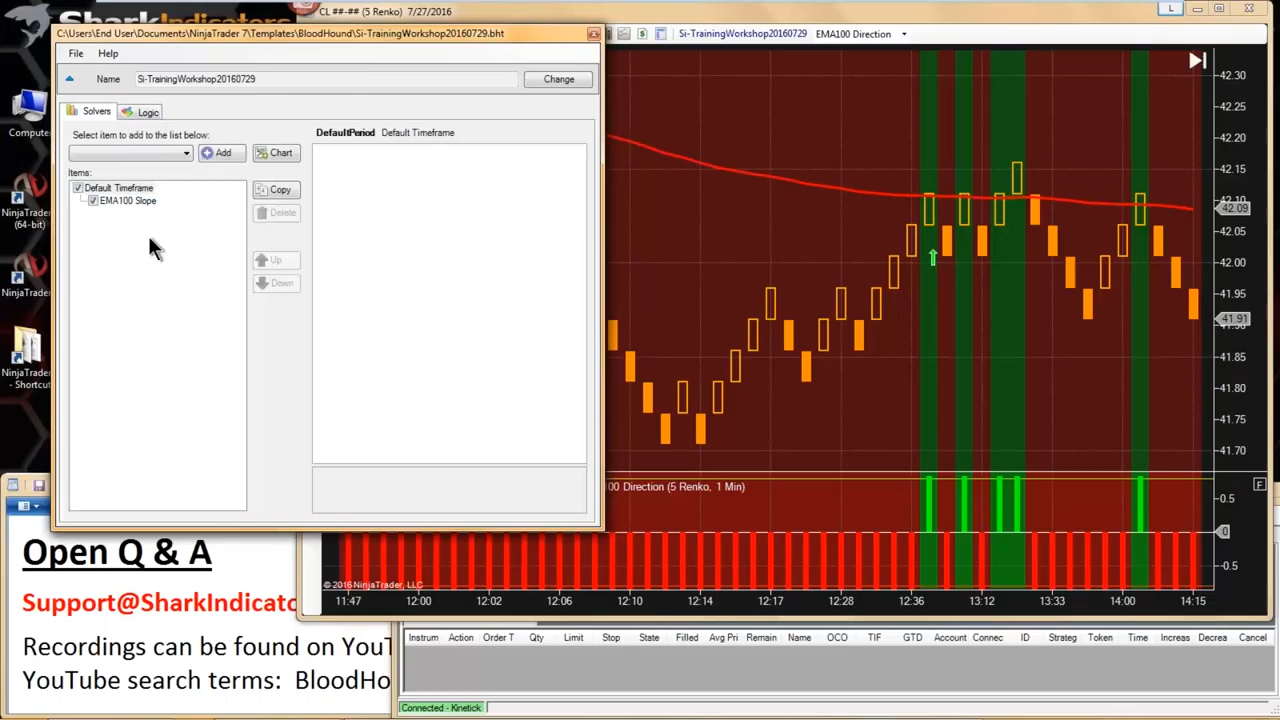 SharkIndicators
CL ##-## (5 Renko)  7/27/2016
L
C:\Users\End User\Documents\NinjaTrader 7\Templates\BloodHound\Si-TrainingWorkshop20160729.bht
File Help
Si-TrainingWorkshop20160729 EMA100 Direction
Name Si-TrainingWorkshop20160729 Change
Solvers Logic
Select item to add to the list below:
Add Chart
DefaultPeriod Default Timeframe
Items:
Default Timeframe
EMA100 Slope
Copy
Delete
Up
Down
Computer
NinjaTrader
(64-bit)
NinjaTrader
- Shortcut
42.30
42.25
42.20
42.15
42.09
42.05
42.00
41.95
41.91
41.85
41.80
41.75
41.70
00 Direction (5 Renko, 1 Min)
F
0.5
0
-0.5
© 2016 NinjaTrader, LLC
11:47 12:00 12:02 12:06 12:10 12:14 12:17 12:28 12:36 13:12 13:33 14:00 14:15
Open Q & A
Support@SharkIndicato
Recordings can be found on YouT
YouTube search terms:  BloodHo
Instrum Action Order T Qty Limit Stop State Filled Avg Pri Remain Name OCO TIF GTD Account Connec ID Strateg Token Time Increas Decrea Cancel
Connected - Kinetick